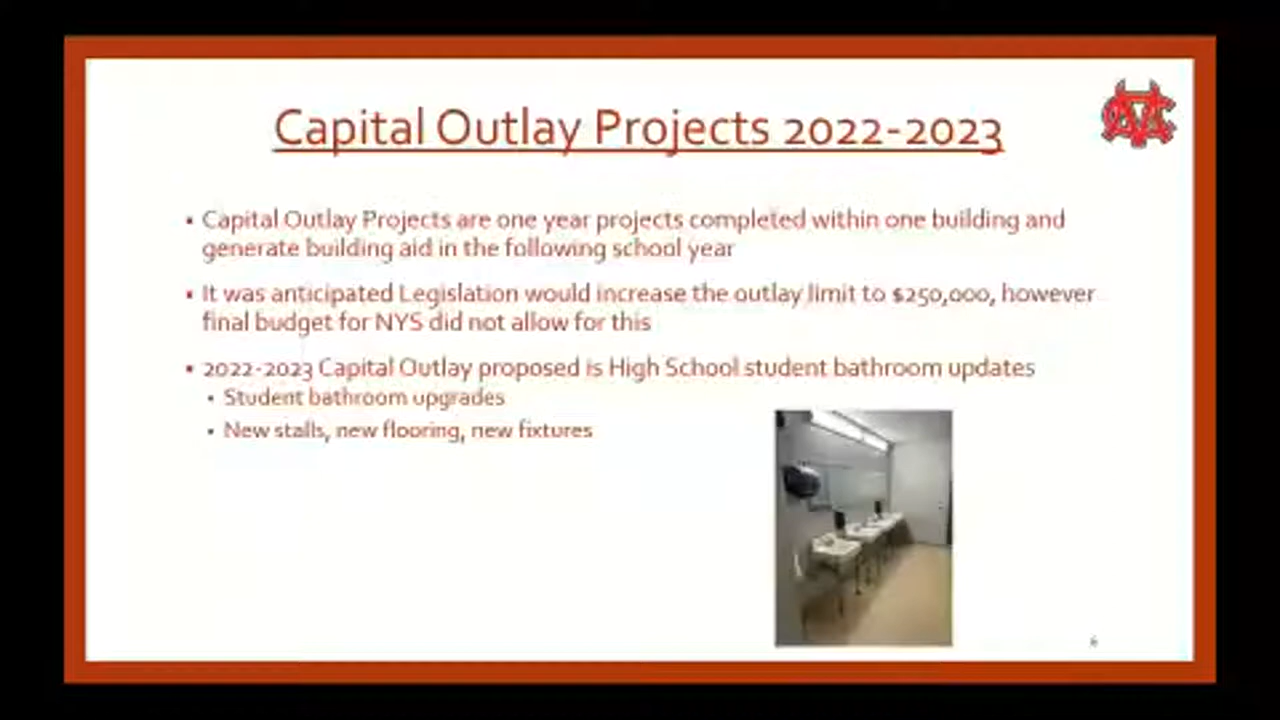 Capital Outlay Projects 2022-2023
Capital Outlay Projects are one year projects completed within one building and
generate building aid in the following school year
It was anticipated Legislation would increase the outlay limit to $250,000, however
final budget for NYS did not allow for this
2022-2023 Capital Outlay proposed is High School student bathroom updates
Student bathroom upgrades
New stalls, new flooring, new fixtures